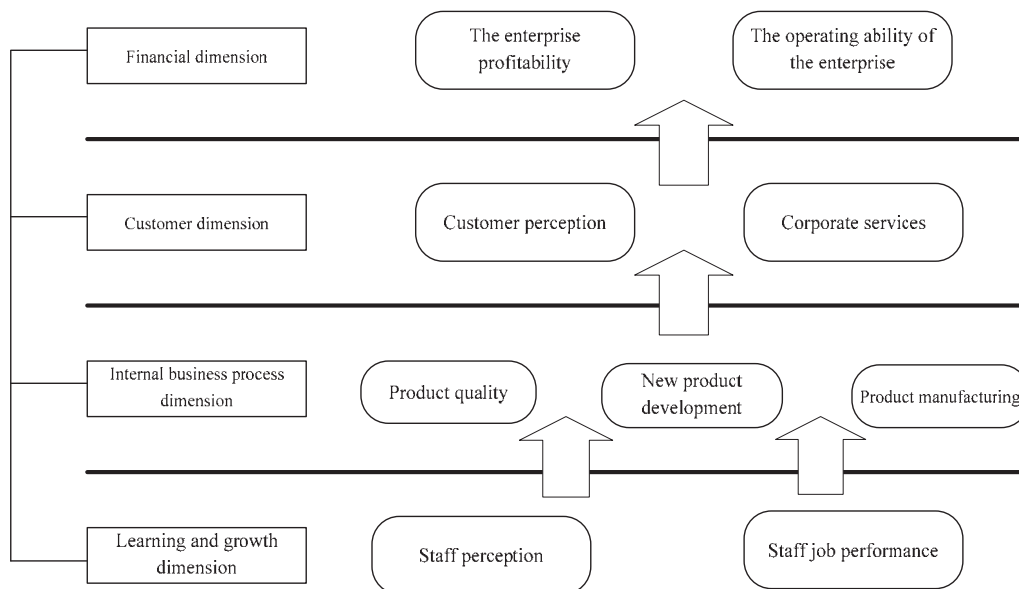 Financial dimension
The enterprise
profitability
The operating ability of
the enterprise
Customer dimension
Customer perception
Corporate services
Internal business process
dimension
Product quality
New product
development
Product manufacturing
Learning and growth
dimension
Staff perception
Staff job performance